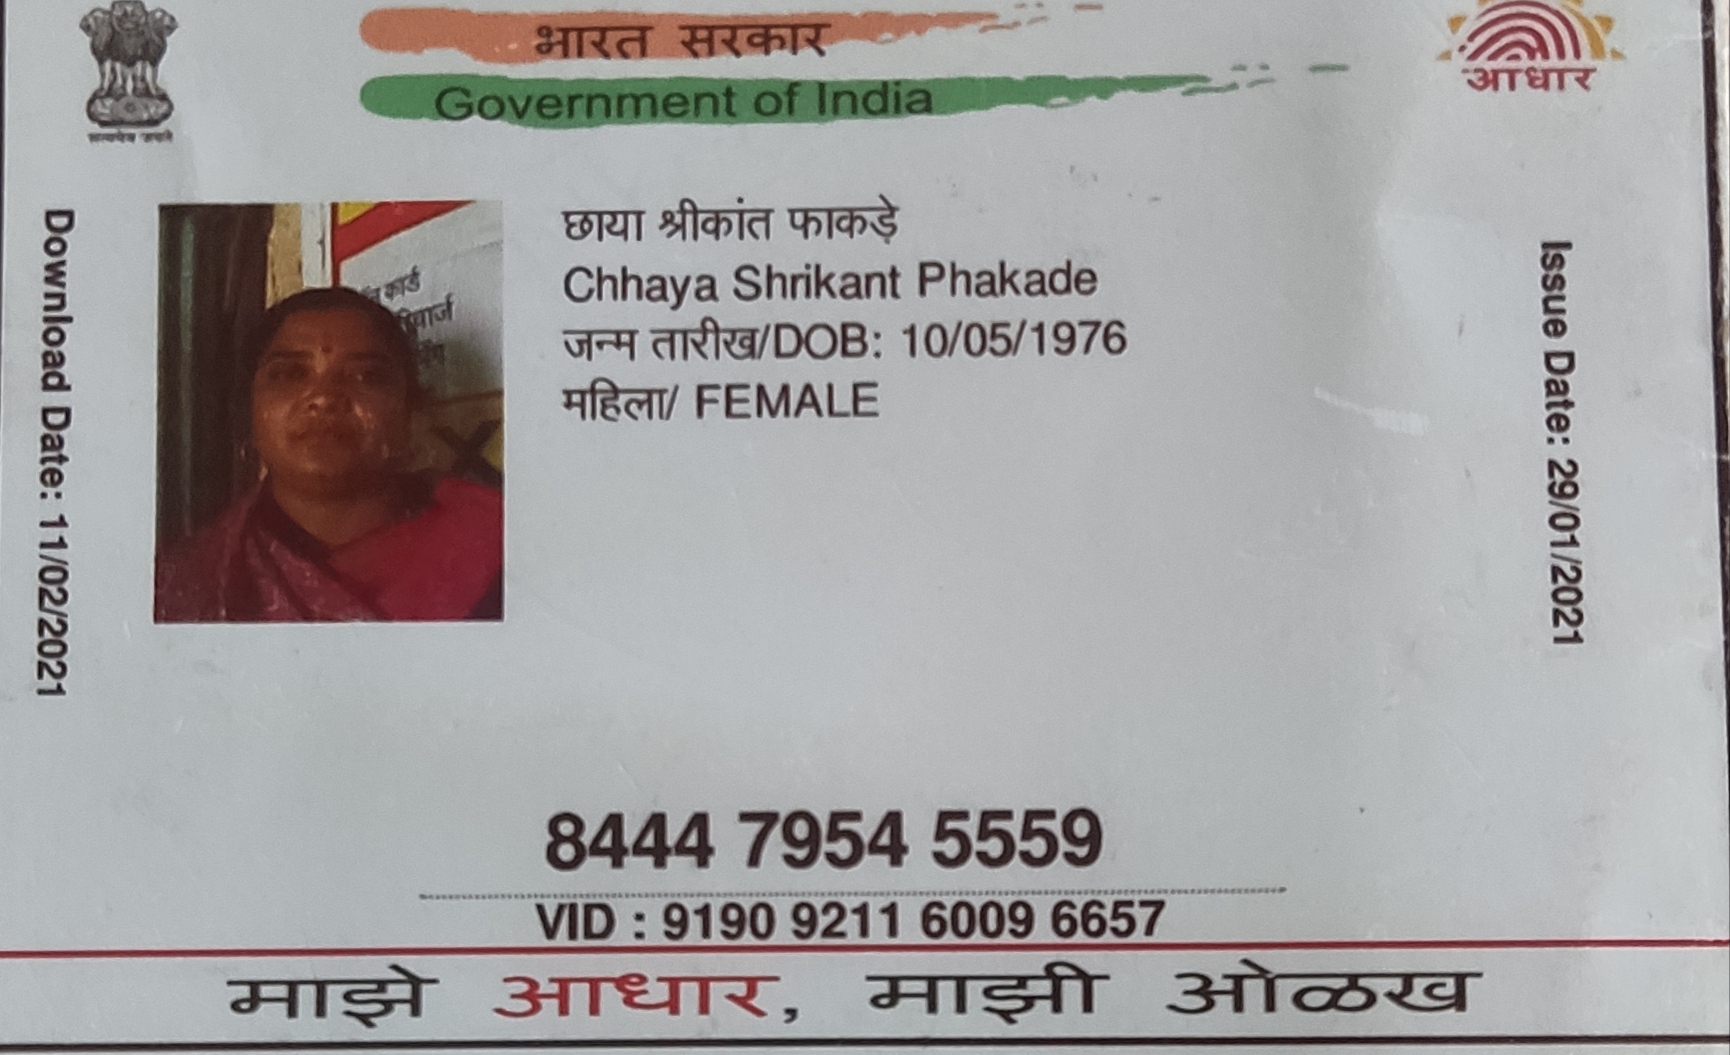 सत्यमेव जयते
भारत सरकार
Government of India
आधार
Download Date: 11/02/2021
कार्ड
छाया श्रीकांत फाकड़े
Chhaya Shrikant Phakade
जन्म तारीख/DOB: 10/05/1976
महिला/ FEMALE
Issue Date: 29/01/2021
8444 7954 5559
VID : 9190 9211 6009 6657
माझे आधार, माझी ओळख